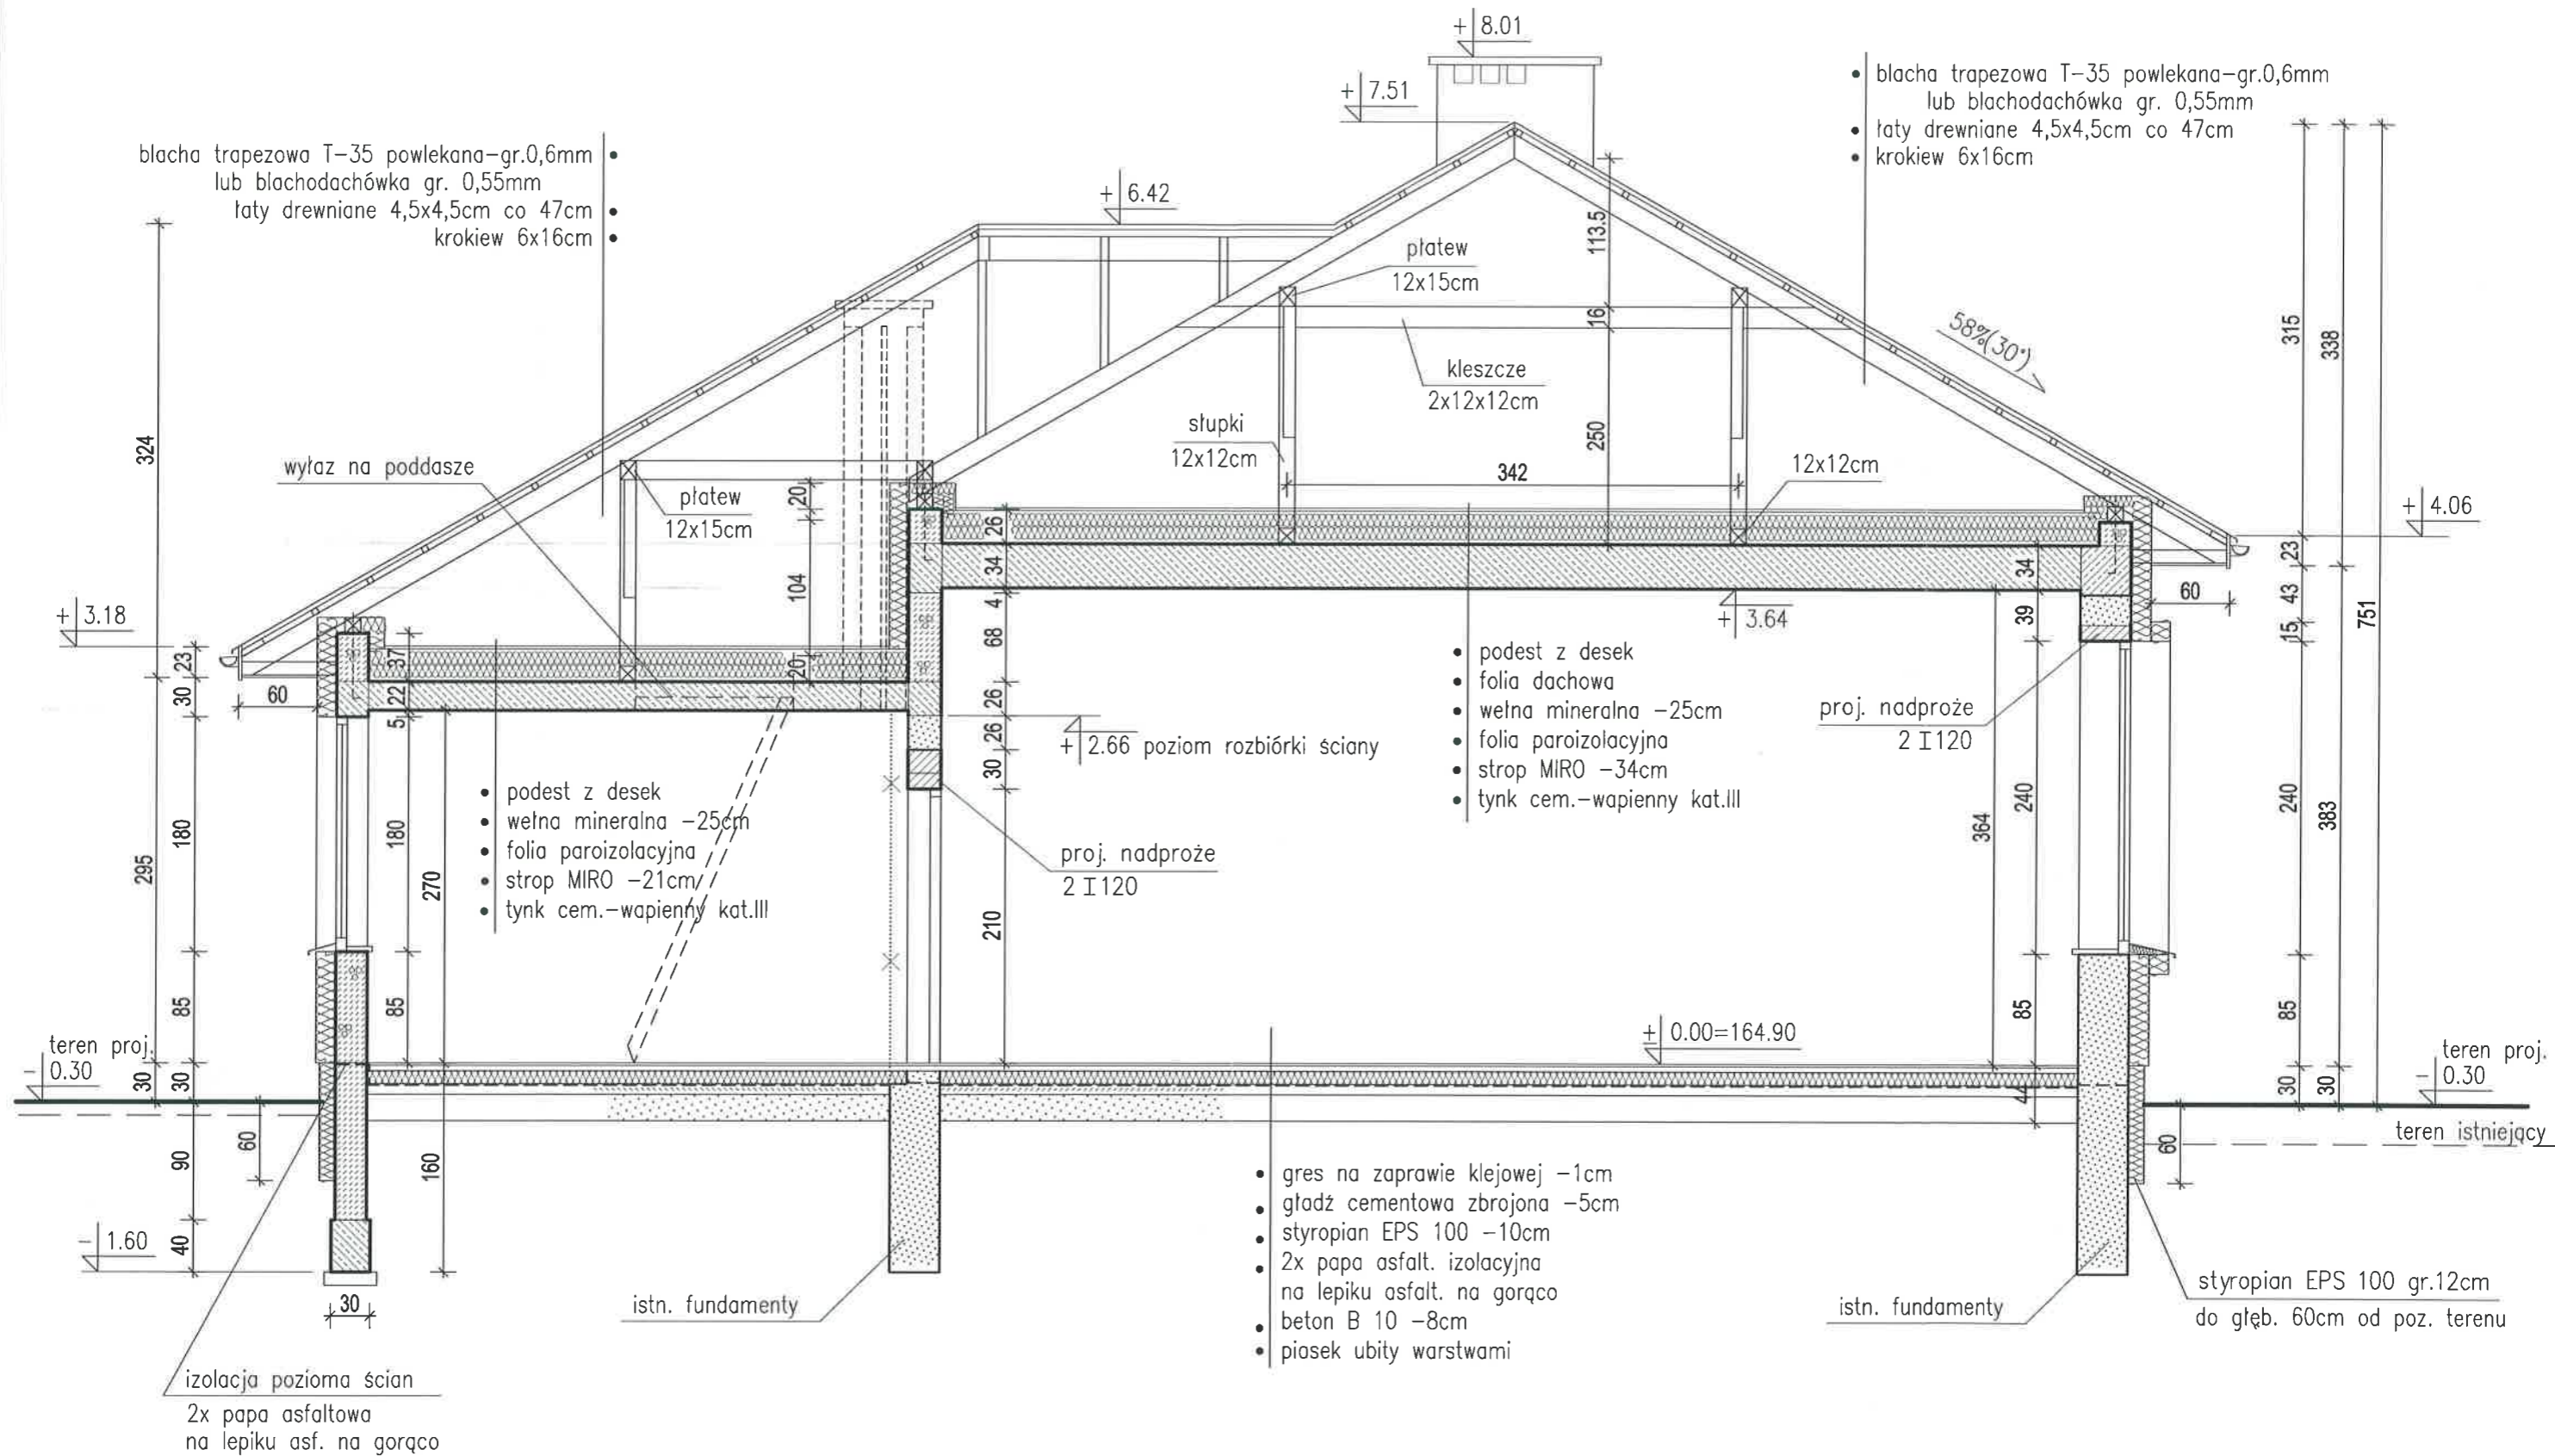 + 8.01
+ 7.51
+ 6.42
blacha trapezowa T-35 powlekana-gr.0,6mm •
lub blachodachówka gr. 0,55mm
łaty drewniane 4,5x4,5cm co 47cm •
krokiew 6x16cm •
• blacha trapezowa T-35 powlekana-gr.0,6mm
lub blachodachówka gr. 0,55mm
• łaty drewniane 4,5x4,5cm co 47cm
• krokiew 6x16cm
płatew
12x15cm
113.5
16
250
kleszcze
2x12x12cm
58%(30°)
315
338
751
324
wyłaz na poddasze
słupki
12x12cm
342
12x12cm
płatew
12x15cm
20
104
20
26
34
4
68
26
26
30
210
+ 4.06
23
43
15
60
34
39
+ 3.18
23
30
60
37
22
5
+ 3.64
+ 2.66 poziom rozbiórki ściany
• podest z desek
• folia dachowa
• wełna mineralna -25cm
• folia paroizolacyjna
• strop MIRO -34cm
• tynk cem.-wapienny kat.III
proj. nadproże
2 I 120
• podest z desek
• wełna mineralna -25cm
• folia paroizolacyjna
• strop MIRO -21cm
• tynk cem.-wapienny kat.III
proj. nadproże
2 I 120
295
180
180
270
364
240
240
383
85
85
85
85
± 0.00=164.90
teren proj.
- 0.30
30
30
teren proj.
- 0.30
30
30
44
60
60
teren istniejący
90
160
40
- 1.60
30
istn. fundamenty
istn. fundamenty
• gres na zaprawie klejowej -1cm
• gładź cementowa zbrojona -5cm
• styropian EPS 100 -10cm
• 2x papa asfalt. izolacyjna
na lepiku asfalt. na gorąco
• beton B 10 -8cm
• piasek ubity warstwami
styropian EPS 100 gr.12cm
do głęb. 60cm od poz. terenu
izolacja pozioma ścian
2x papa asfaltowa
na lepiku asf. na gorąco